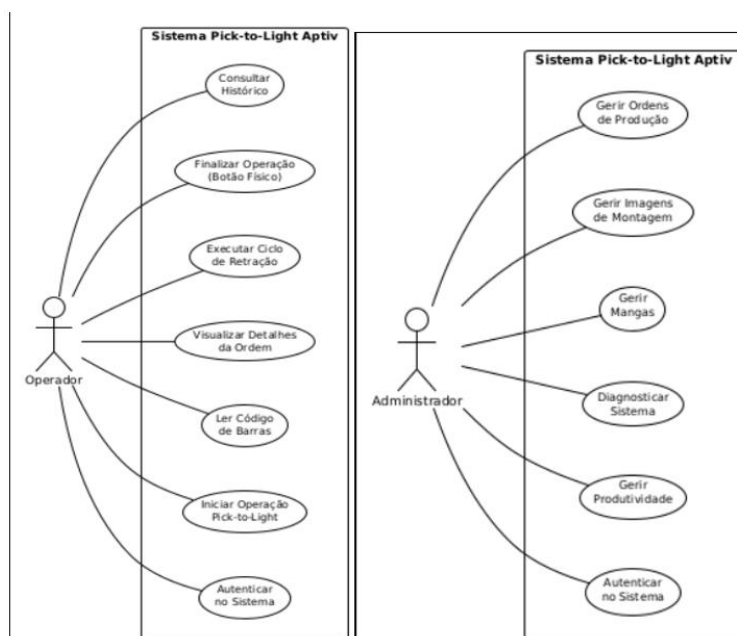 Sistema Pick-to-Light Aptiv
Consultar
Histórico
Finalizar Operação
(Botão Físico)
Executar Ciclo
de Retração
Visualizar Detalhes
da Ordem
Operador
Ler Código
de Barras
Iniciar Operação
Pick-to-Light
Autenticar
no Sistema
Sistema Pick-to-Light Aptiv
Gerir Ordens
de Produção
Gerir Imagens
de Montagem
Gerir
Mangas
Administrador
Diagnosticar
Sistema
Gerir
Produtividade
Autenticar
no Sistema